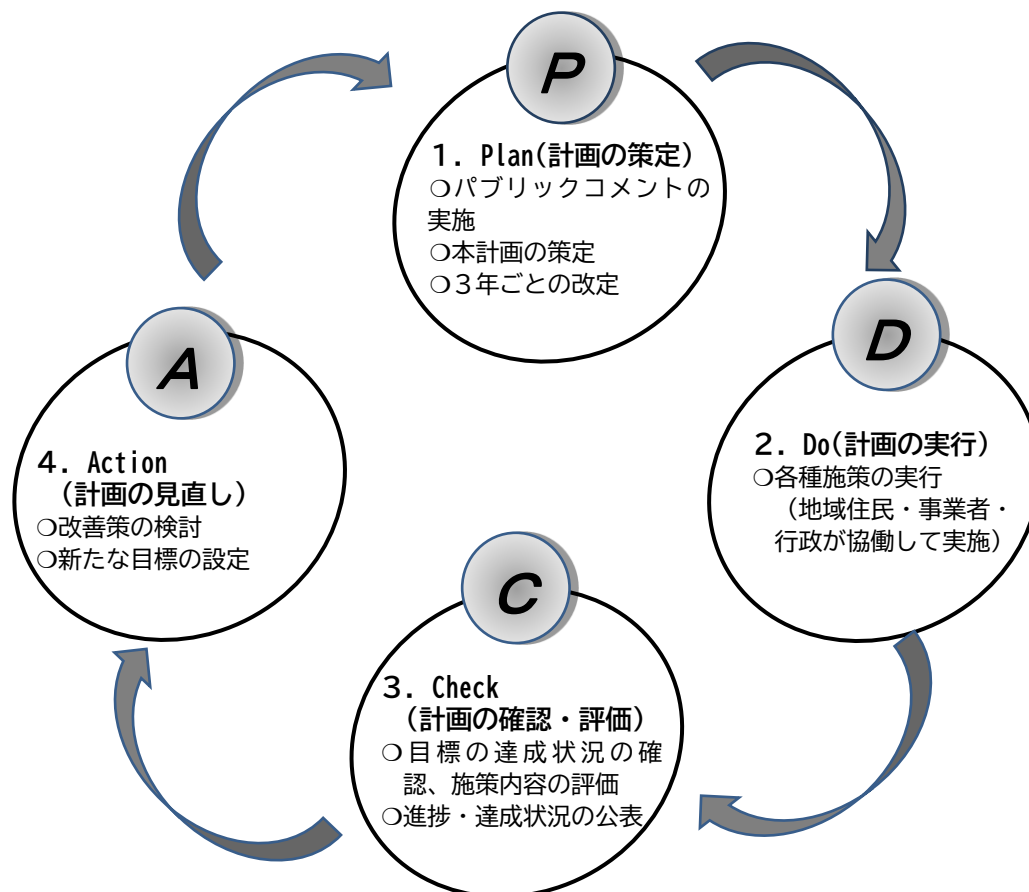 P
1. Plan(計画の策定)
○パブリックコメントの
実施
○本計画の策定
○３年ごとの改定
D
2. Do(計画の実行)
○各種施策の実行
（地域住民・事業者・
行政が協働して実施）
C
3. Check
（計画の確認・評価）
○目標の達成状況の確
認、施策内容の評価
○進捗・達成状況の公表
A
4. Action
（計画の見直し）
○改善策の検討
○新たな目標の設定